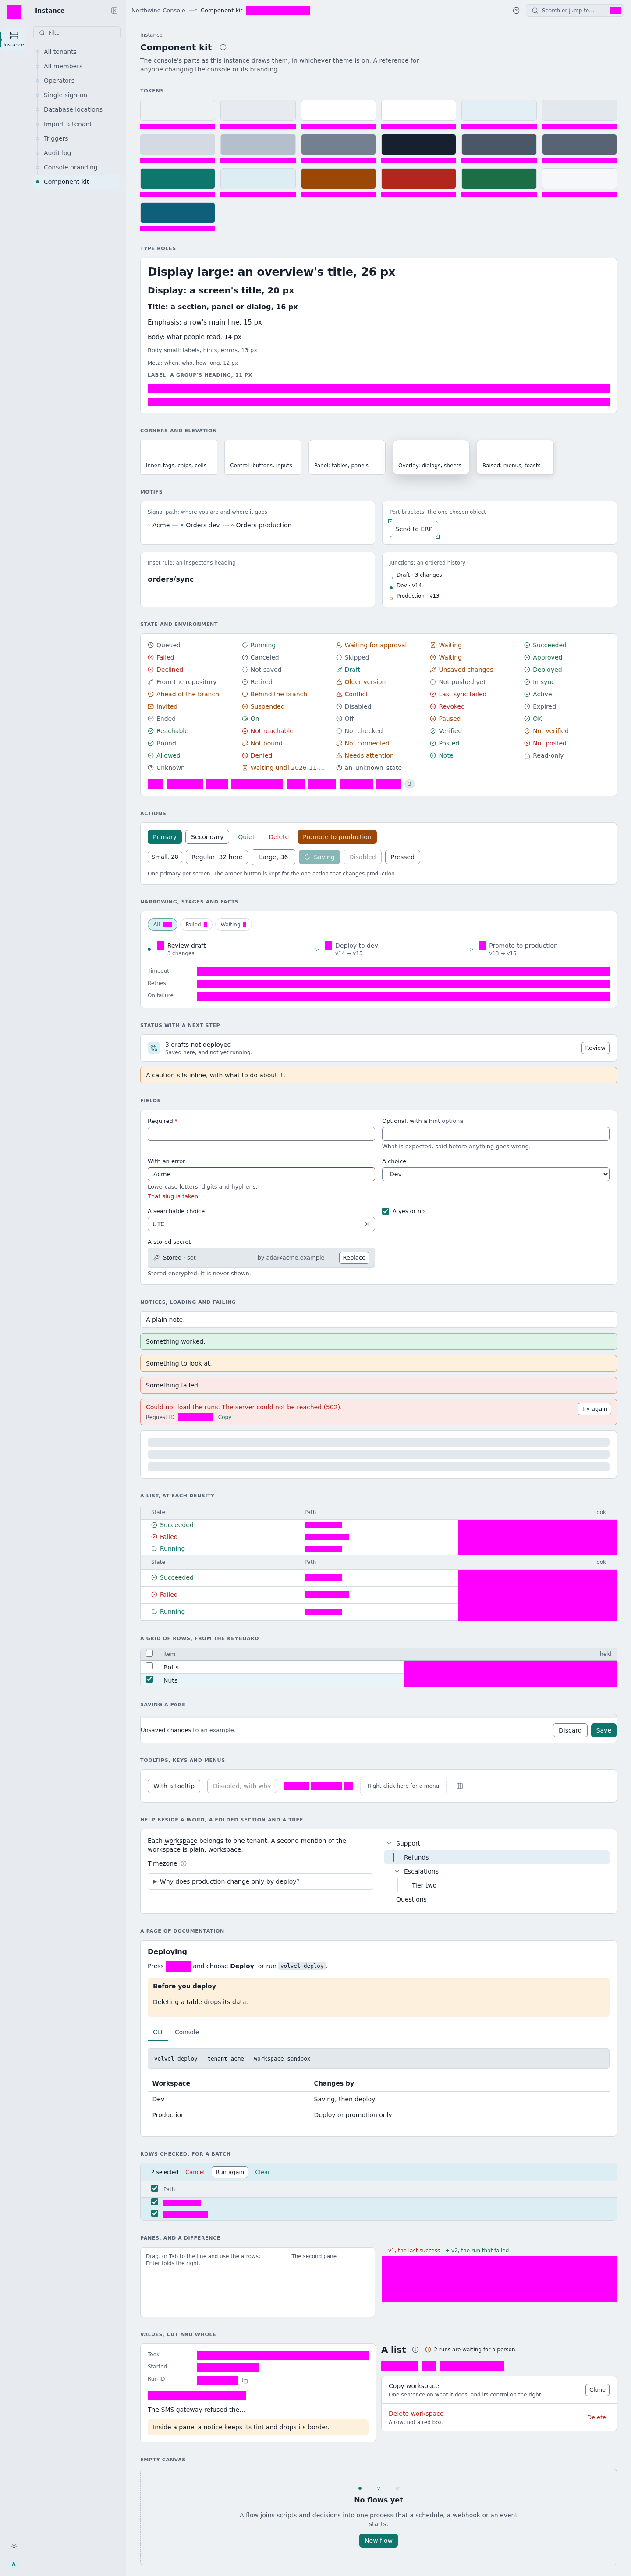 Instance
Northwind Console
Component kit
Search or jump to...
Instance
Filter
All tenants
All members
Operators
Single sign-on
Database locations
Import a tenant
Triggers
Audit log
Console branding
Component kit
Instance
Component kit
The console's parts as this instance draws them, in whichever theme is on. A reference for
anyone changing the console or its branding.
TOKENS
TYPE ROLES
Display large: an overview's title, 26 px
Display: a screen's title, 20 px
Title: a section, panel or dialog, 16 px
Emphasis: a row's main line, 15 px
Body: what people read, 14 px
Body small: labels, hints, errors, 13 px
Meta: when, who, how long, 12 px
LABEL: A GROUP'S HEADING, 11 PX
CORNERS AND ELEVATION
Inner: tags, chips, cells
Control: buttons, inputs
Panel: tables, panels
Overlay: dialogs, sheets
Raised: menus, toasts
MOTIFS
Signal path: where you are and where it goes
Acme
Orders dev
Orders production
Port brackets: the one chosen object
Send to ERP
Inset rule: an inspector's heading
orders/sync
Junctions: an ordered history
Draft · 3 changes
Dev · v14
Production · v13
STATE AND ENVIRONMENT
Queued
Running
Waiting for approval
Waiting
Succeeded
Failed
Canceled
Skipped
Waiting
Approved
Declined
Not saved
Draft
Unsaved changes
Deployed
From the repository
Retired
Older version
Not pushed yet
In sync
Ahead of the branch
Behind the branch
Conflict
Last sync failed
Active
Invited
Suspended
Disabled
Revoked
Expired
Ended
On
Off
Paused
OK
Reachable
Not reachable
Not checked
Verified
Not verified
Bound
Not bound
Not connected
Posted
Not posted
Allowed
Denied
Needs attention
Note
Read-only
Unknown
Waiting until 2026-11-...
an_unknown_state
3
ACTIONS
Primary
Secondary
Quiet
Delete
Promote to production
Small, 28
Regular, 32 here
Large, 36
Saving
Disabled
Pressed
One primary per screen. The amber button is kept for the one action that changes production.
NARROWING, STAGES AND FACTS
All
Failed
Waiting
Review draft
3 changes
Deploy to dev
v14 → v15
Promote to production
v13 → v15
Timeout
Retries
On failure
STATUS WITH A NEXT STEP
3 drafts not deployed
Saved here, and not yet running.
Review
A caution sits inline, with what to do about it.
FIELDS
Required *
Optional, with a hint optional
What is expected, said before anything goes wrong.
With an error
Acme
Lowercase letters, digits and hyphens.
That slug is taken.
A choice
Dev
A searchable choice
UTC
A yes or no
A stored secret
Stored · set
by ada@acme.example
Replace
Stored encrypted. It is never shown.
NOTICES, LOADING AND FAILING
A plain note.
Something worked.
Something to look at.
Something failed.
Could not load the runs. The server could not be reached (502).
Request ID
Copy
Try again
A LIST, AT EACH DENSITY
State
Path
Took
Succeeded
Failed
Running
State
Path
Took
Succeeded
Failed
Running
A GRID OF ROWS, FROM THE KEYBOARD
item
held
Bolts
Nuts
SAVING A PAGE
Unsaved changes to an example.
Discard
Save
TOOLTIPS, KEYS AND MENUS
With a tooltip
Disabled, with why
Right-click here for a menu
HELP BESIDE A WORD, A FOLDED SECTION AND A TREE
Each workspace belongs to one tenant. A second mention of the
workspace is plain: workspace.
Timezone
Why does production change only by deploy?
Support
Refunds
Escalations
Tier two
Questions
A PAGE OF DOCUMENTATION
Deploying
Press
and choose Deploy, or run volvel deploy.
Before you deploy
Deleting a table drops its data.
CLI
Console
volvel deploy --tenant acme --workspace sandbox
Workspace
Changes by
Dev
Saving, then deploy
Production
Deploy or promotion only
ROWS CHECKED, FOR A BATCH
2 selected
Cancel
Run again
Clear
Path
PANES, AND A DIFFERENCE
Drag, or Tab to the line and use the arrows;
Enter folds the right.
The second pane
− v1, the last success
+ v2, the run that failed
VALUES, CUT AND WHOLE
Took
Started
Run ID
The SMS gateway refused the...
Inside a panel a notice keeps its tint and drops its border.
A list
2 runs are waiting for a person.
Copy workspace
One sentence on what it does, and its control on the right.
Clone
Delete workspace
A row, not a red box.
Delete
EMPTY CANVAS
No flows yet
A flow joins scripts and decisions into one process that a schedule, a webhook or an event
starts.
New flow
A